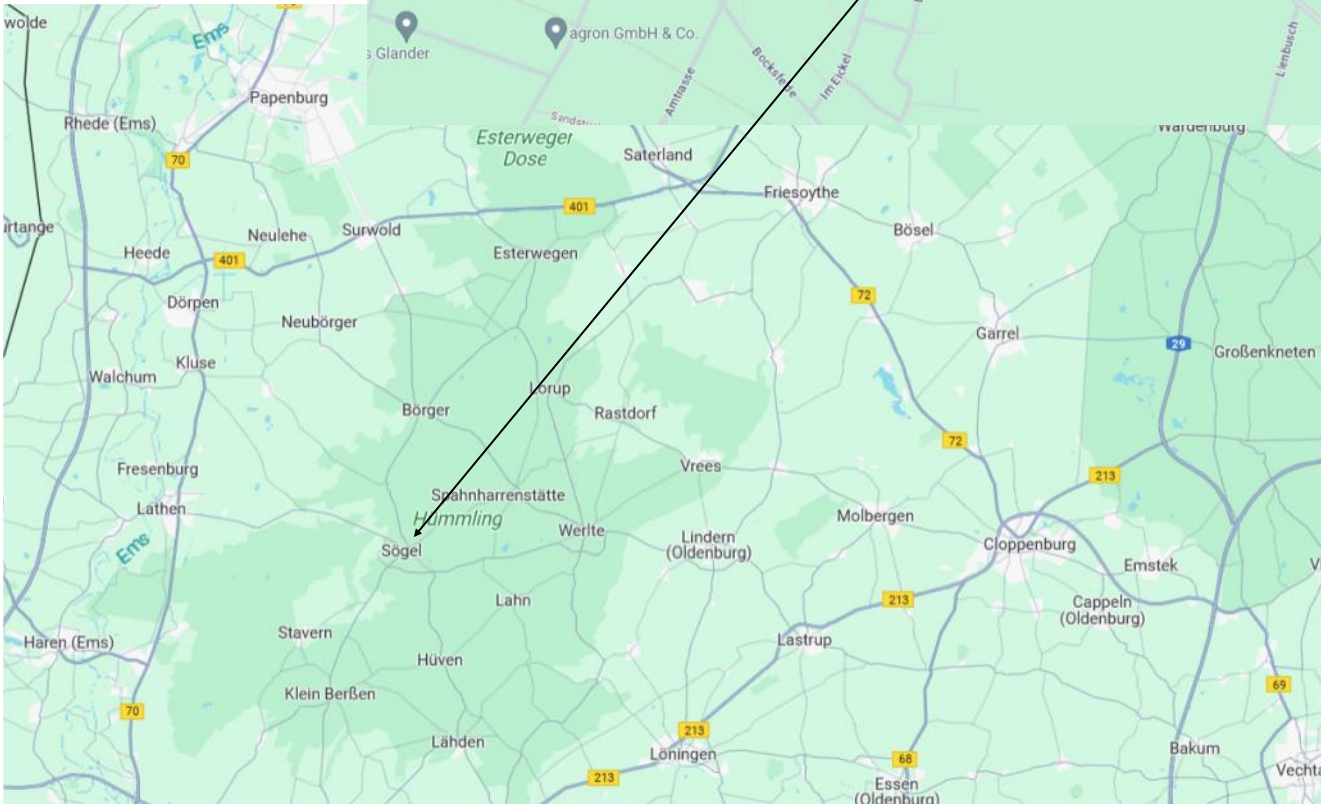 wolde
Ems
s Glander
agron GmbH & Co.
Amtrasse
Bocksfelde
Im Eickel
Lienbusch
Papenburg
Rhede (Ems)
70
Esterweger
Dose
Saterland
Wardenburg
401
Friesoythe
Bösel
Surwold
Neulehe
urtange
Heede
401
Esterwegen
Dörpen
72
Neubörger
Garrel
29
Großenkneten
Kluse
Walchum
Lorup
Börger
Rastdorf
72
Vrees
213
Fresenburg
Lathen
Spahnharrenstätte
Hümmling
Molbergen
Werlte
Lindern
(Oldenburg)
Cloppenburg
Ems
Sögel
Emstek
Lahn
213
Cappeln
(Oldenburg)
Haren (Ems)
Stavern
Lastrup
Hüven
Klein Berßen
69
70
213
Lähden
Löningen
Bakum
68
213
Essen
(Oldenburg)
Vechta